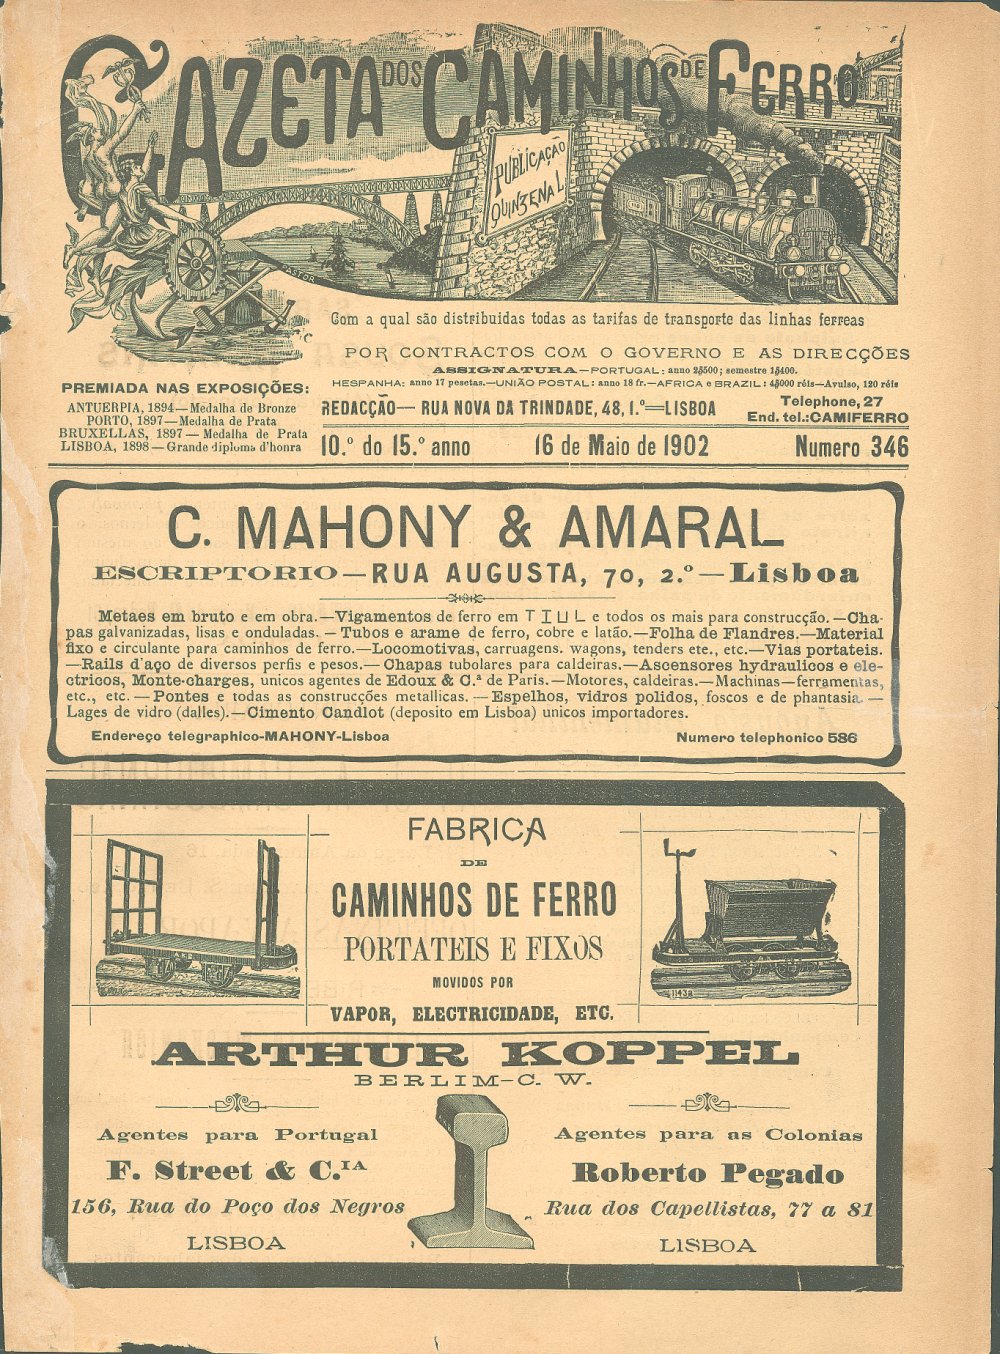 GAZETA DOS CAMINHOS DE FERRO
PUBLICAÇÃO
QUINZENAL
PASTOR
Com a qual são distribuidas todas as tarifas de transporte das linhas ferreas
POR CONTRACTOS COM O GOVERNO E AS DIRECÇÕES
ASSIGNATURA—PORTUGAL: anno 2$500; semestre 1$400.
HESPANHA: anno 17 pesetas.—UNIÃO POSTAL: anno 18 fr.—AFRICA e BRAZIL: 4$000 réis—Avulso, 120 réis
PREMIADA NAS EXPOSIÇÕES:
ANTUERPIA, 1894—Medalha de Bronze
PORTO, 1897—Medalha de Prata
BRUXELLAS, 1897—Medalha de Prata
LISBOA, 1898—Grande diploma d'honra
REDACÇÃO—RUA NOVA DA TRINDADE, 48, 1.º=LISBOA
Telephone, 27
End. tel.: CAMIFERRO
10.º do 15.º anno 16 de Maio de 1902 Numero 346
C. MAHONY & AMARAL
ESCRIPTORIO—RUA AUGUSTA, 70, 2.º—Lisboa
Metaes em bruto e em obra.—Vigamentos de ferro em T I U L e todos os mais para construcção.—Cha-
pas galvanizadas, lisas e onduladas.—Tubos e arame de ferro, cobre e latão.—Folha de Flandres.—Material
fixo e circulante para caminhos de ferro.—Locomotivas, carruagens. wagons, tenders ete., etc.—Vias portateis.
—Rails d'aço de diversos perfis e pesos.—Chapas tubolares para caldeiras.—Ascensores hydraulicos e ele-
ctricos, Monte-charges, unicos agentes de Edoux & C.ª de Paris.—Motores, caldeiras.—Machinas—ferramentas,
etc., etc.—Pontes e todas as construcções metallicas.—Espelhos, vidros polidos, foscos e de phantasia.—
Lages de vidro (dalles).—Cimento Candlot (deposito em Lisboa) unicos importadores.
Endereço telegraphico-MAHONY-Lisboa Numero telephonico 586
FABRICA
DE
CAMINHOS DE FERRO
PORTATEIS E FIXOS
MOVIDOS POR
VAPOR, ELECTRICIDADE, ETC.
1143a
ARTHUR KOPPEL
BERLIM—C. W.
Agentes para Portugal
F. Street & C.IA
156, Rua do Poço dos Negros
LISBOA
Agentes para as Colonias
Roberto Pegado
Rua dos Capellistas, 77 a 81
LISBOA